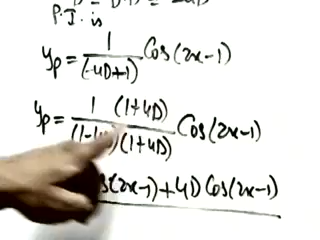 P.I. is
yp = 1/(-4D+1) Cos(2x-1)
yp = 1 (1+4D)/(1-4D)(1+4D) Cos(2x-1)
Cos(2x-1) + 4D Cos(2x-1)